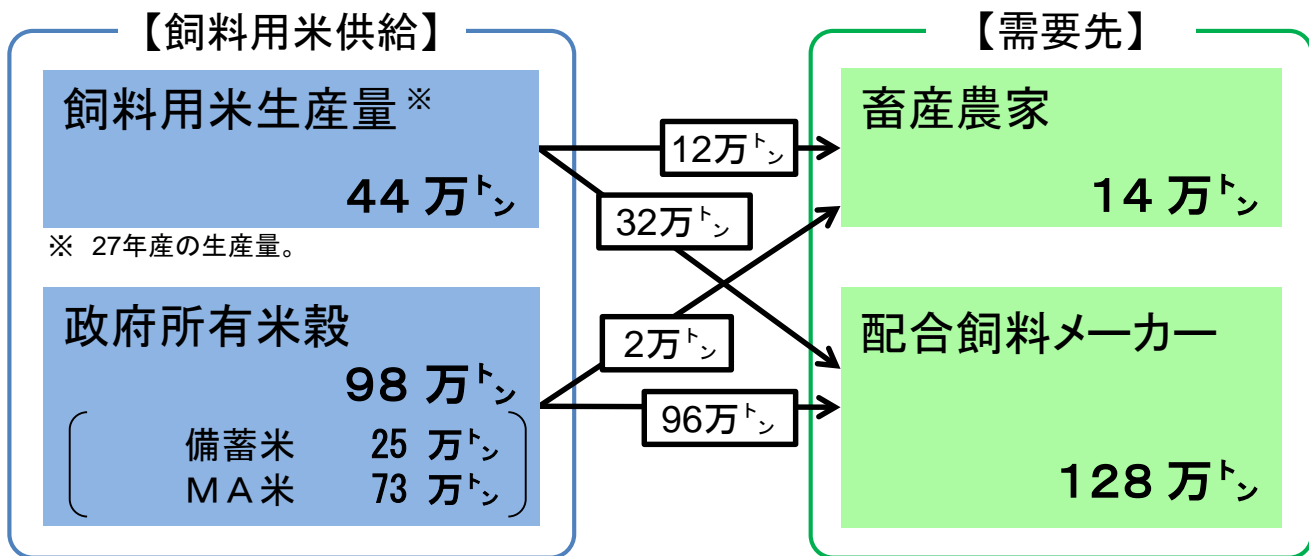 【飼料用米供給】
飼料用米生産量※
44 万トン
※ 27年産の生産量。
政府所有米穀
98 万トン
備蓄米 25 万トン
MA米 73 万トン
12万トン
32万トン
2万トン
96万トン
【需要先】
畜産農家
14 万トン
配合飼料メーカー
128 万トン